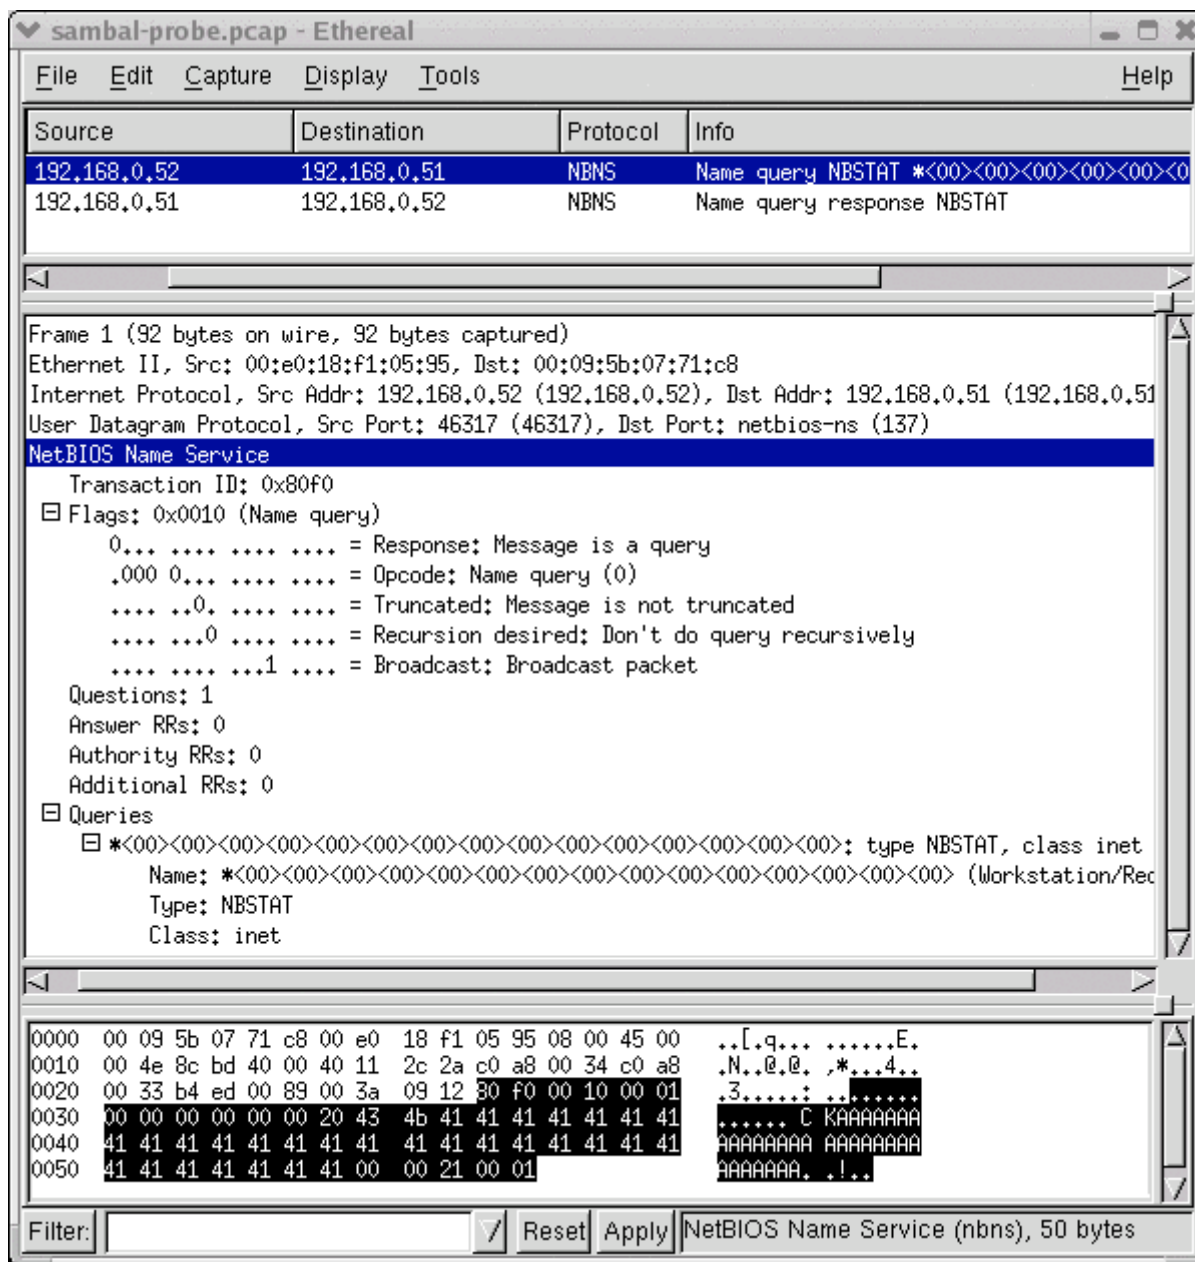 sambal-probe.pcap - Ethereal
File Edit Capture Display Tools Help
Source Destination Protocol Info
192.168.0.52 192.168.0.51 NBNS Name query NBSTAT *<00><00><00><00><00><0
192.168.0.51 192.168.0.52 NBNS Name query response NBSTAT
Frame 1 (92 bytes on wire, 92 bytes captured)
Ethernet II, Src: 00:e0:18:f1:05:95, Dst: 00:09:5b:07:71:c8
Internet Protocol, Src Addr: 192.168.0.52 (192.168.0.52), Dst Addr: 192.168.0.51 (192.168.0.51
User Datagram Protocol, Src Port: 46317 (46317), Dst Port: netbios-ns (137)
NetBIOS Name Service
Transaction ID: 0x80f0
Flags: 0x0010 (Name query)
0... .... .... .... = Response: Message is a query
.000 0... .... .... = Opcode: Name query (0)
.... ..0. .... .... = Truncated: Message is not truncated
.... ...0 .... .... = Recursion desired: Don't do query recursively
.... .... ...1 .... = Broadcast: Broadcast packet
Questions: 1
Answer RRs: 0
Authority RRs: 0
Additional RRs: 0
Queries
*<00><00><00><00><00><00><00><00><00><00><00><00><00><00><00>: type NBSTAT, class inet
Name: *<00><00><00><00><00><00><00><00><00><00><00><00><00><00><00> (Workstation/Red
Type: NBSTAT
Class: inet
0000 00 09 5b 07 71 c8 00 e0 18 f1 05 95 08 00 45 00 ..[.q... ......E.
0010 00 4e 8c bd 40 00 40 11 2c 2a c0 a8 00 34 c0 a8 .N..@.@. ,*...4..
0020 00 33 b4 ed 00 89 00 3a 09 12 80 f0 00 10 00 01 .3.....: ........
0030 00 00 00 00 00 00 20 43 4b 41 41 41 41 41 41 41 ...... C KAAAAAAA
0040 41 41 41 41 41 41 41 41 41 41 41 41 41 41 41 41 AAAAAAAA AAAAAAAA
0050 41 41 41 41 41 41 41 00 00 21 00 01 AAAAAAA. .!..
Filter: Reset Apply NetBIOS Name Service (nbns), 50 bytes